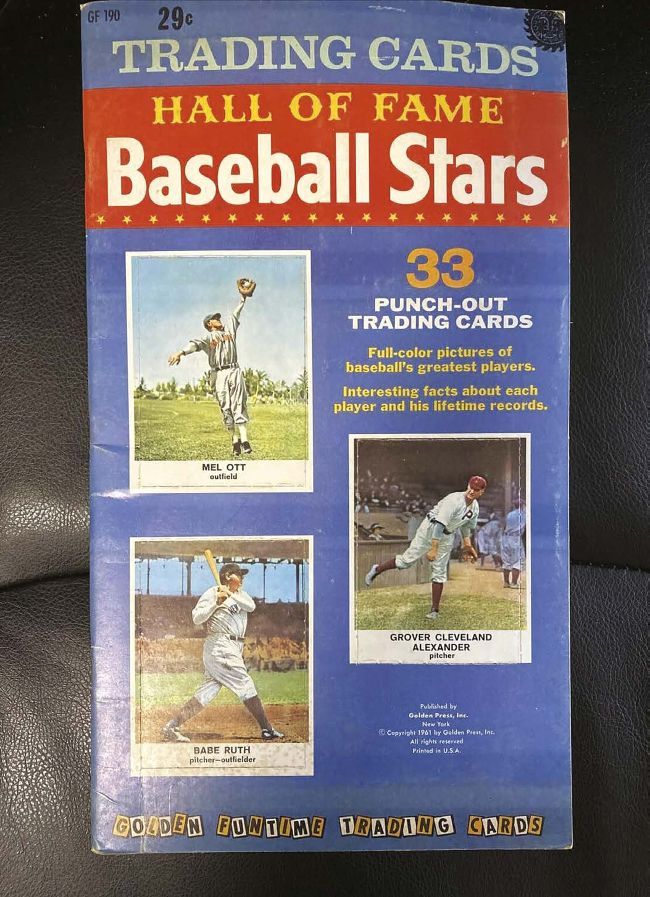 GF 190
29c
TRADING CARDS
HALL OF FAME
Baseball Stars
33
PUNCH-OUT
TRADING CARDS
Full-color pictures of
baseball's greatest players.
Interesting facts about each
player and his lifetime records.
MEL OTT
outfield
GROVER CLEVELAND
ALEXANDER
pitcher
BABE RUTH
pitcher—outfielder
Published by
Golden Press, Inc.
New York
© Copyright 1961 by Golden Press, Inc.
All rights reserved
Printed in U.S.A.
GOLDEN FUNTIME TRADING CARDS